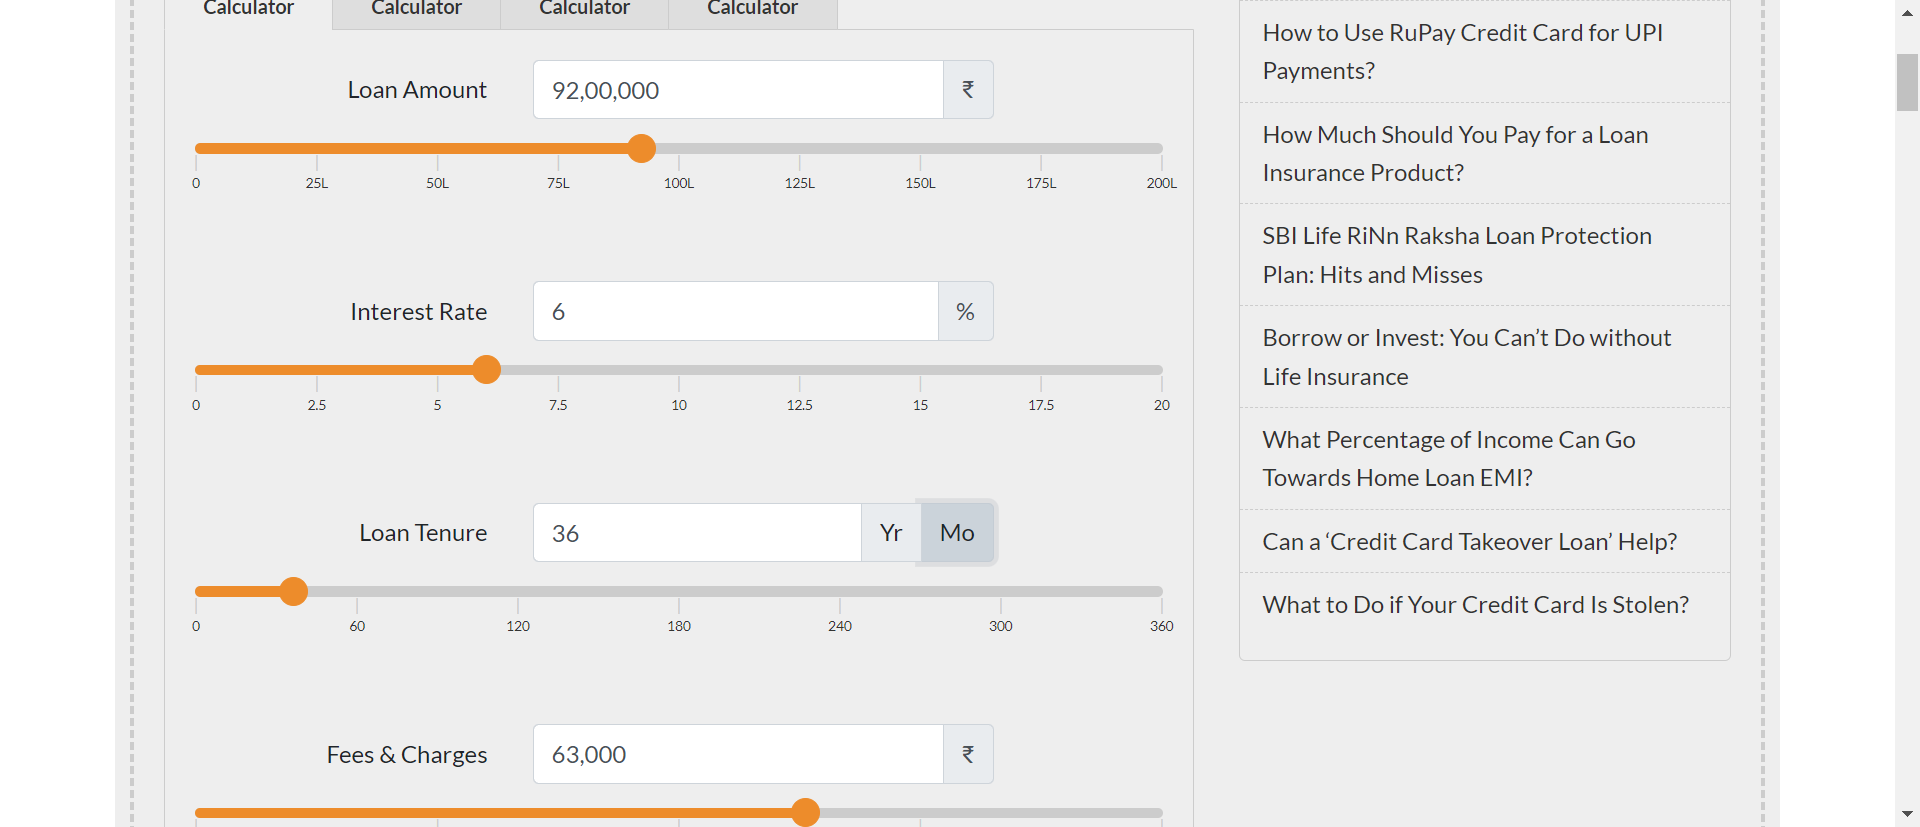 Calculator Calculator Calculator Calculator
Loan Amount 92,00,000 ₹
0 25L 50L 75L 100L 125L 150L 175L 200L
Interest Rate 6 %
0 2.5 5 7.5 10 12.5 15 17.5 20
Loan Tenure 36 Yr Mo
0 60 120 180 240 300 360
Fees & Charges 63,000 ₹
How to Use RuPay Credit Card for UPI
Payments?
How Much Should You Pay for a Loan
Insurance Product?
SBI Life RiNn Raksha Loan Protection
Plan: Hits and Misses
Borrow or Invest: You Can’t Do without
Life Insurance
What Percentage of Income Can Go
Towards Home Loan EMI?
Can a ‘Credit Card Takeover Loan’ Help?
What to Do if Your Credit Card Is Stolen?